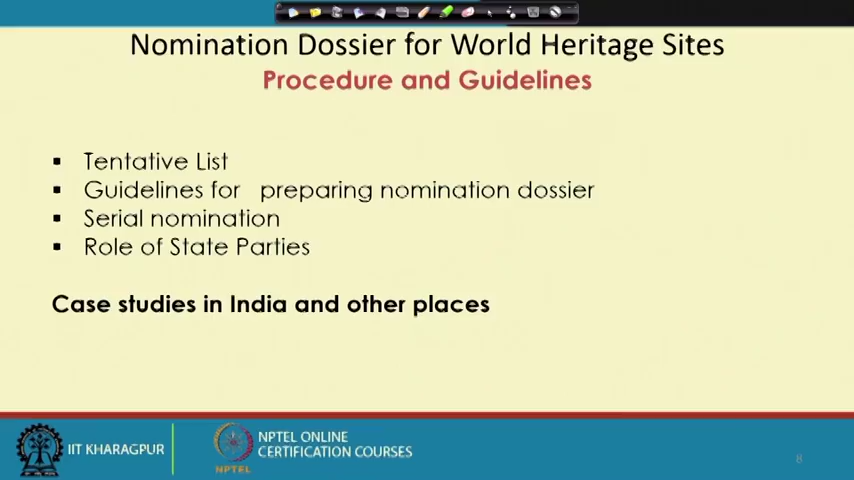 Nomination Dossier for World Heritage Sites
Procedure and Guidelines
▪ Tentative List
▪ Guidelines for preparing nomination dossier
▪ Serial nomination
▪ Role of State Parties
Case studies in India and other places
IIT KHARAGPUR
NPTEL
NPTEL ONLINE
CERTIFICATION COURSES
8